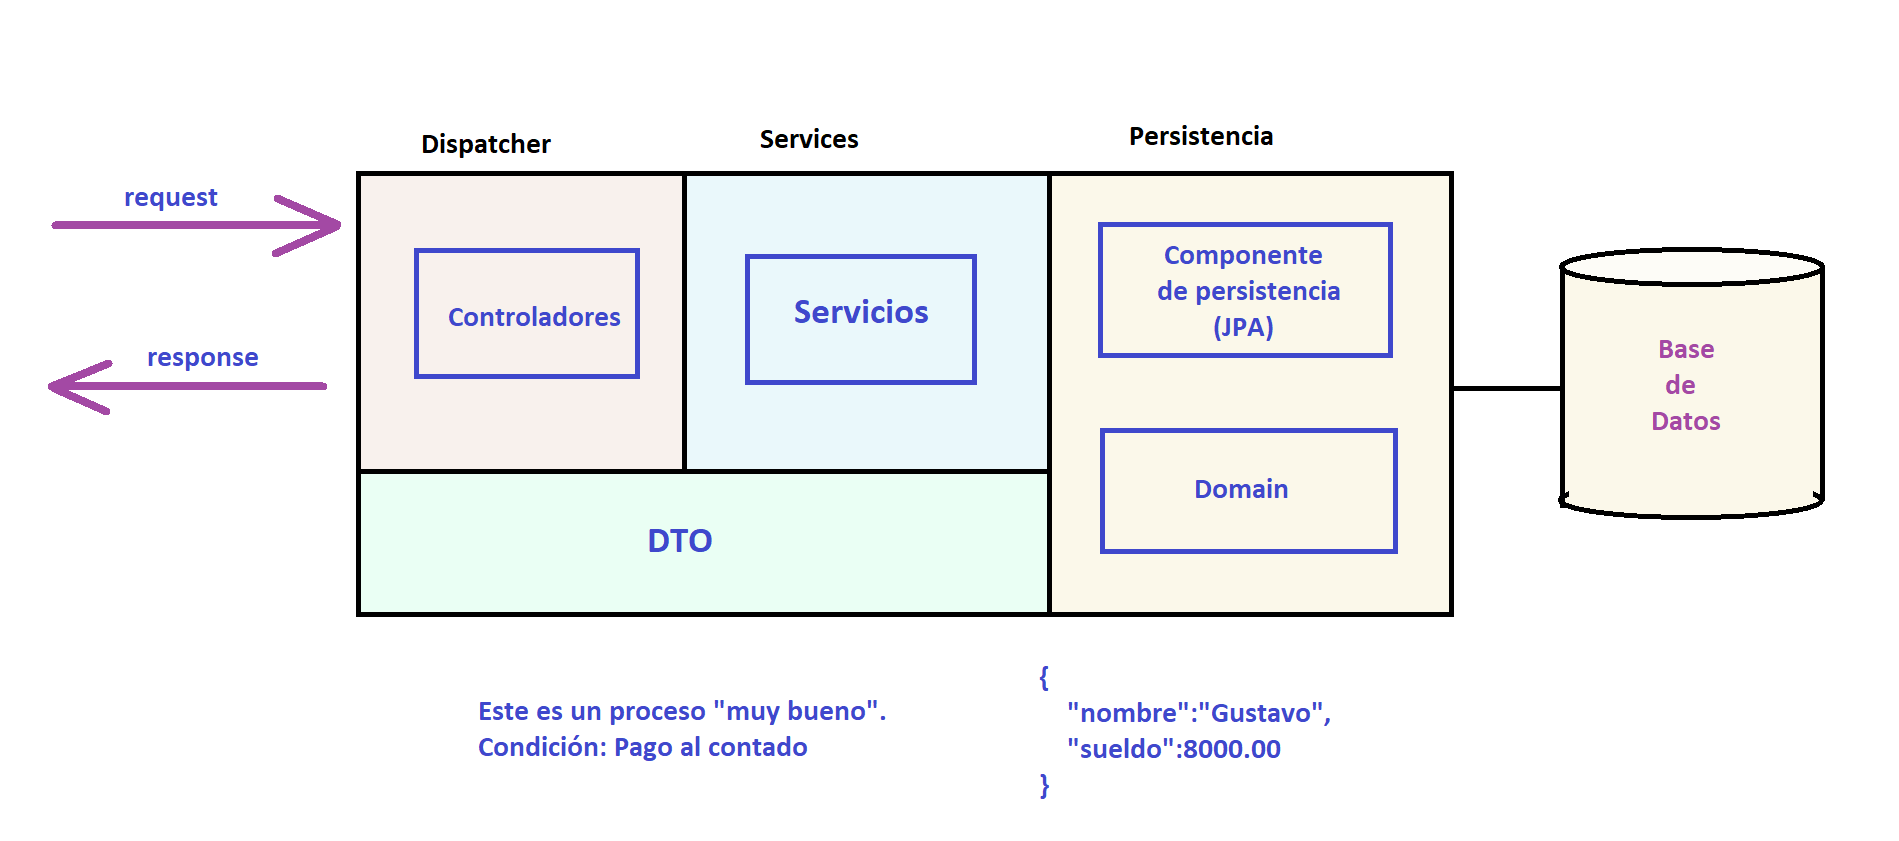 Dispatcher
Services
Persistencia
request
response
Controladores
Servicios
Componente
de persistencia
(JPA)
Domain
DTO
Base
de
Datos
Este es un proceso "muy bueno".
Condición: Pago al contado
{
"nombre":"Gustavo",
"sueldo":8000.00
}